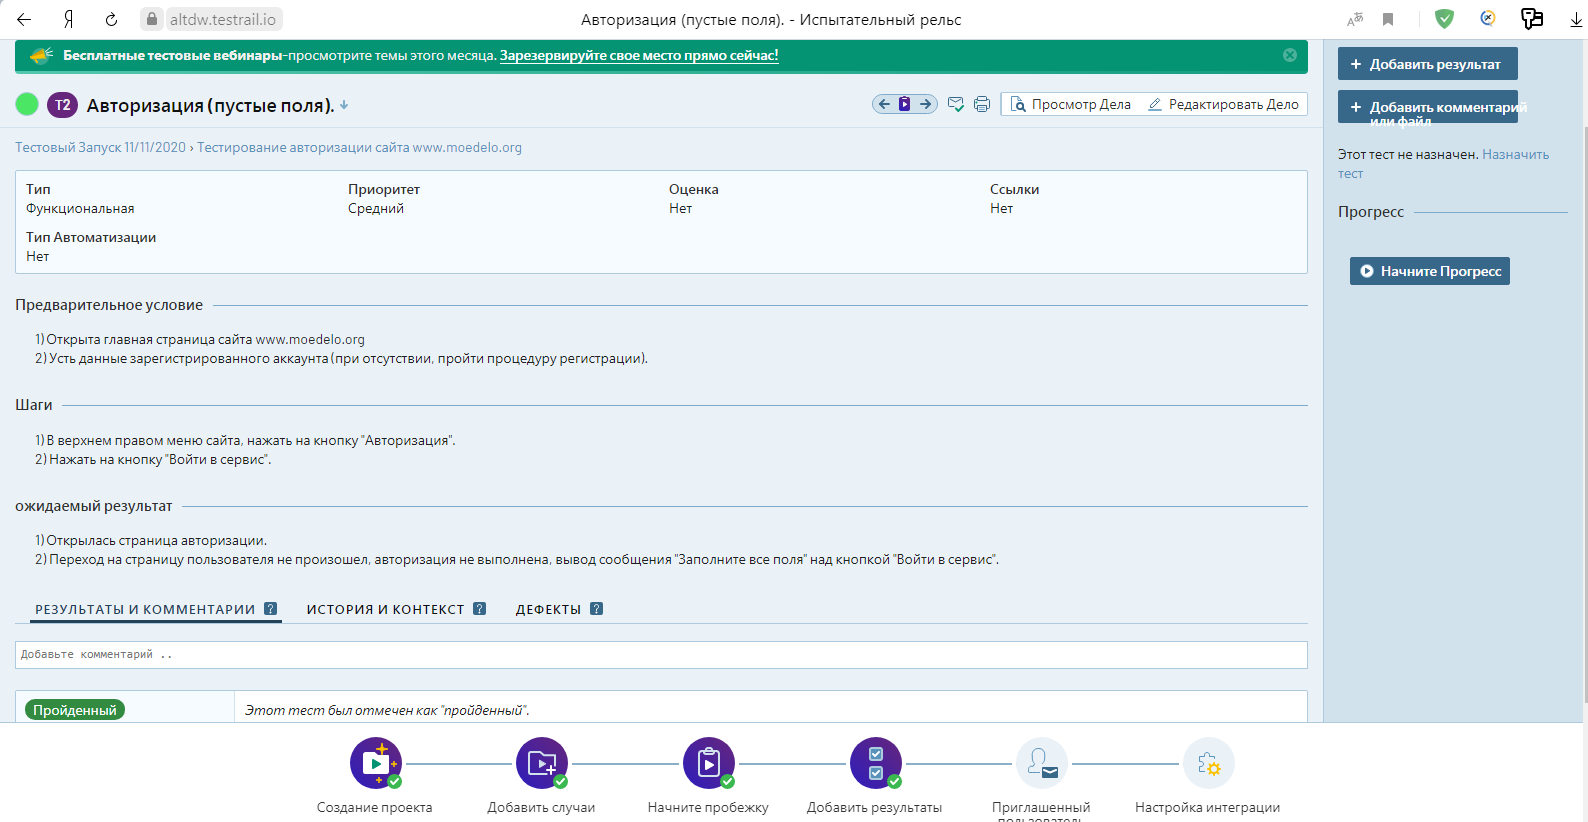 altdw.testrail.io
Авторизация (пустые поля). - Испытательный рельс
Бесплатные тестовые вебинары-просмотрите темы этого месяца. Зарезервируйте свое место прямо сейчас!
T2 Авторизация (пустые поля).
Просмотр Дела Редактировать Дело
Тестовый Запуск 11/11/2020 › Тестирование авторизации сайта www.moedelo.org
Тип Приоритет Оценка Ссылки
Функциональная Средний Нет Нет
Тип Автоматизации
Нет
Предварительное условие
1) Открыта главная страница сайта www.moedelo.org
2) Усть данные зарегистрированного аккаунта (при отсутствии, пройти процедуру регистрации).
Шаги
1) В верхнем правом меню сайта, нажать на кнопку "Авторизация".
2) Нажать на кнопку "Войти в сервис".
ожидаемый результат
1) Открылась страница авторизации.
2) Переход на страницу пользователя не произошел, авторизация не выполнена, вывод сообщения "Заполните все поля" над кнопкой "Войти в сервис".
РЕЗУЛЬТАТЫ И КОММЕНТАРИИ ? ИСТОРИЯ И КОНТЕКСТ ? ДЕФЕКТЫ ?
Добавьте комментарий ..
Пройденный Этот тест был отмечен как "пройденный".
+ Добавить результат
+ Добавить комментарий
или файл
Этот тест не назначен. Назначить
тест
Прогресс
Начните Прогресс
Создание проекта Добавить случаи Начните пробежку Добавить результаты Приглашенный Настройка интеграции
пользователь